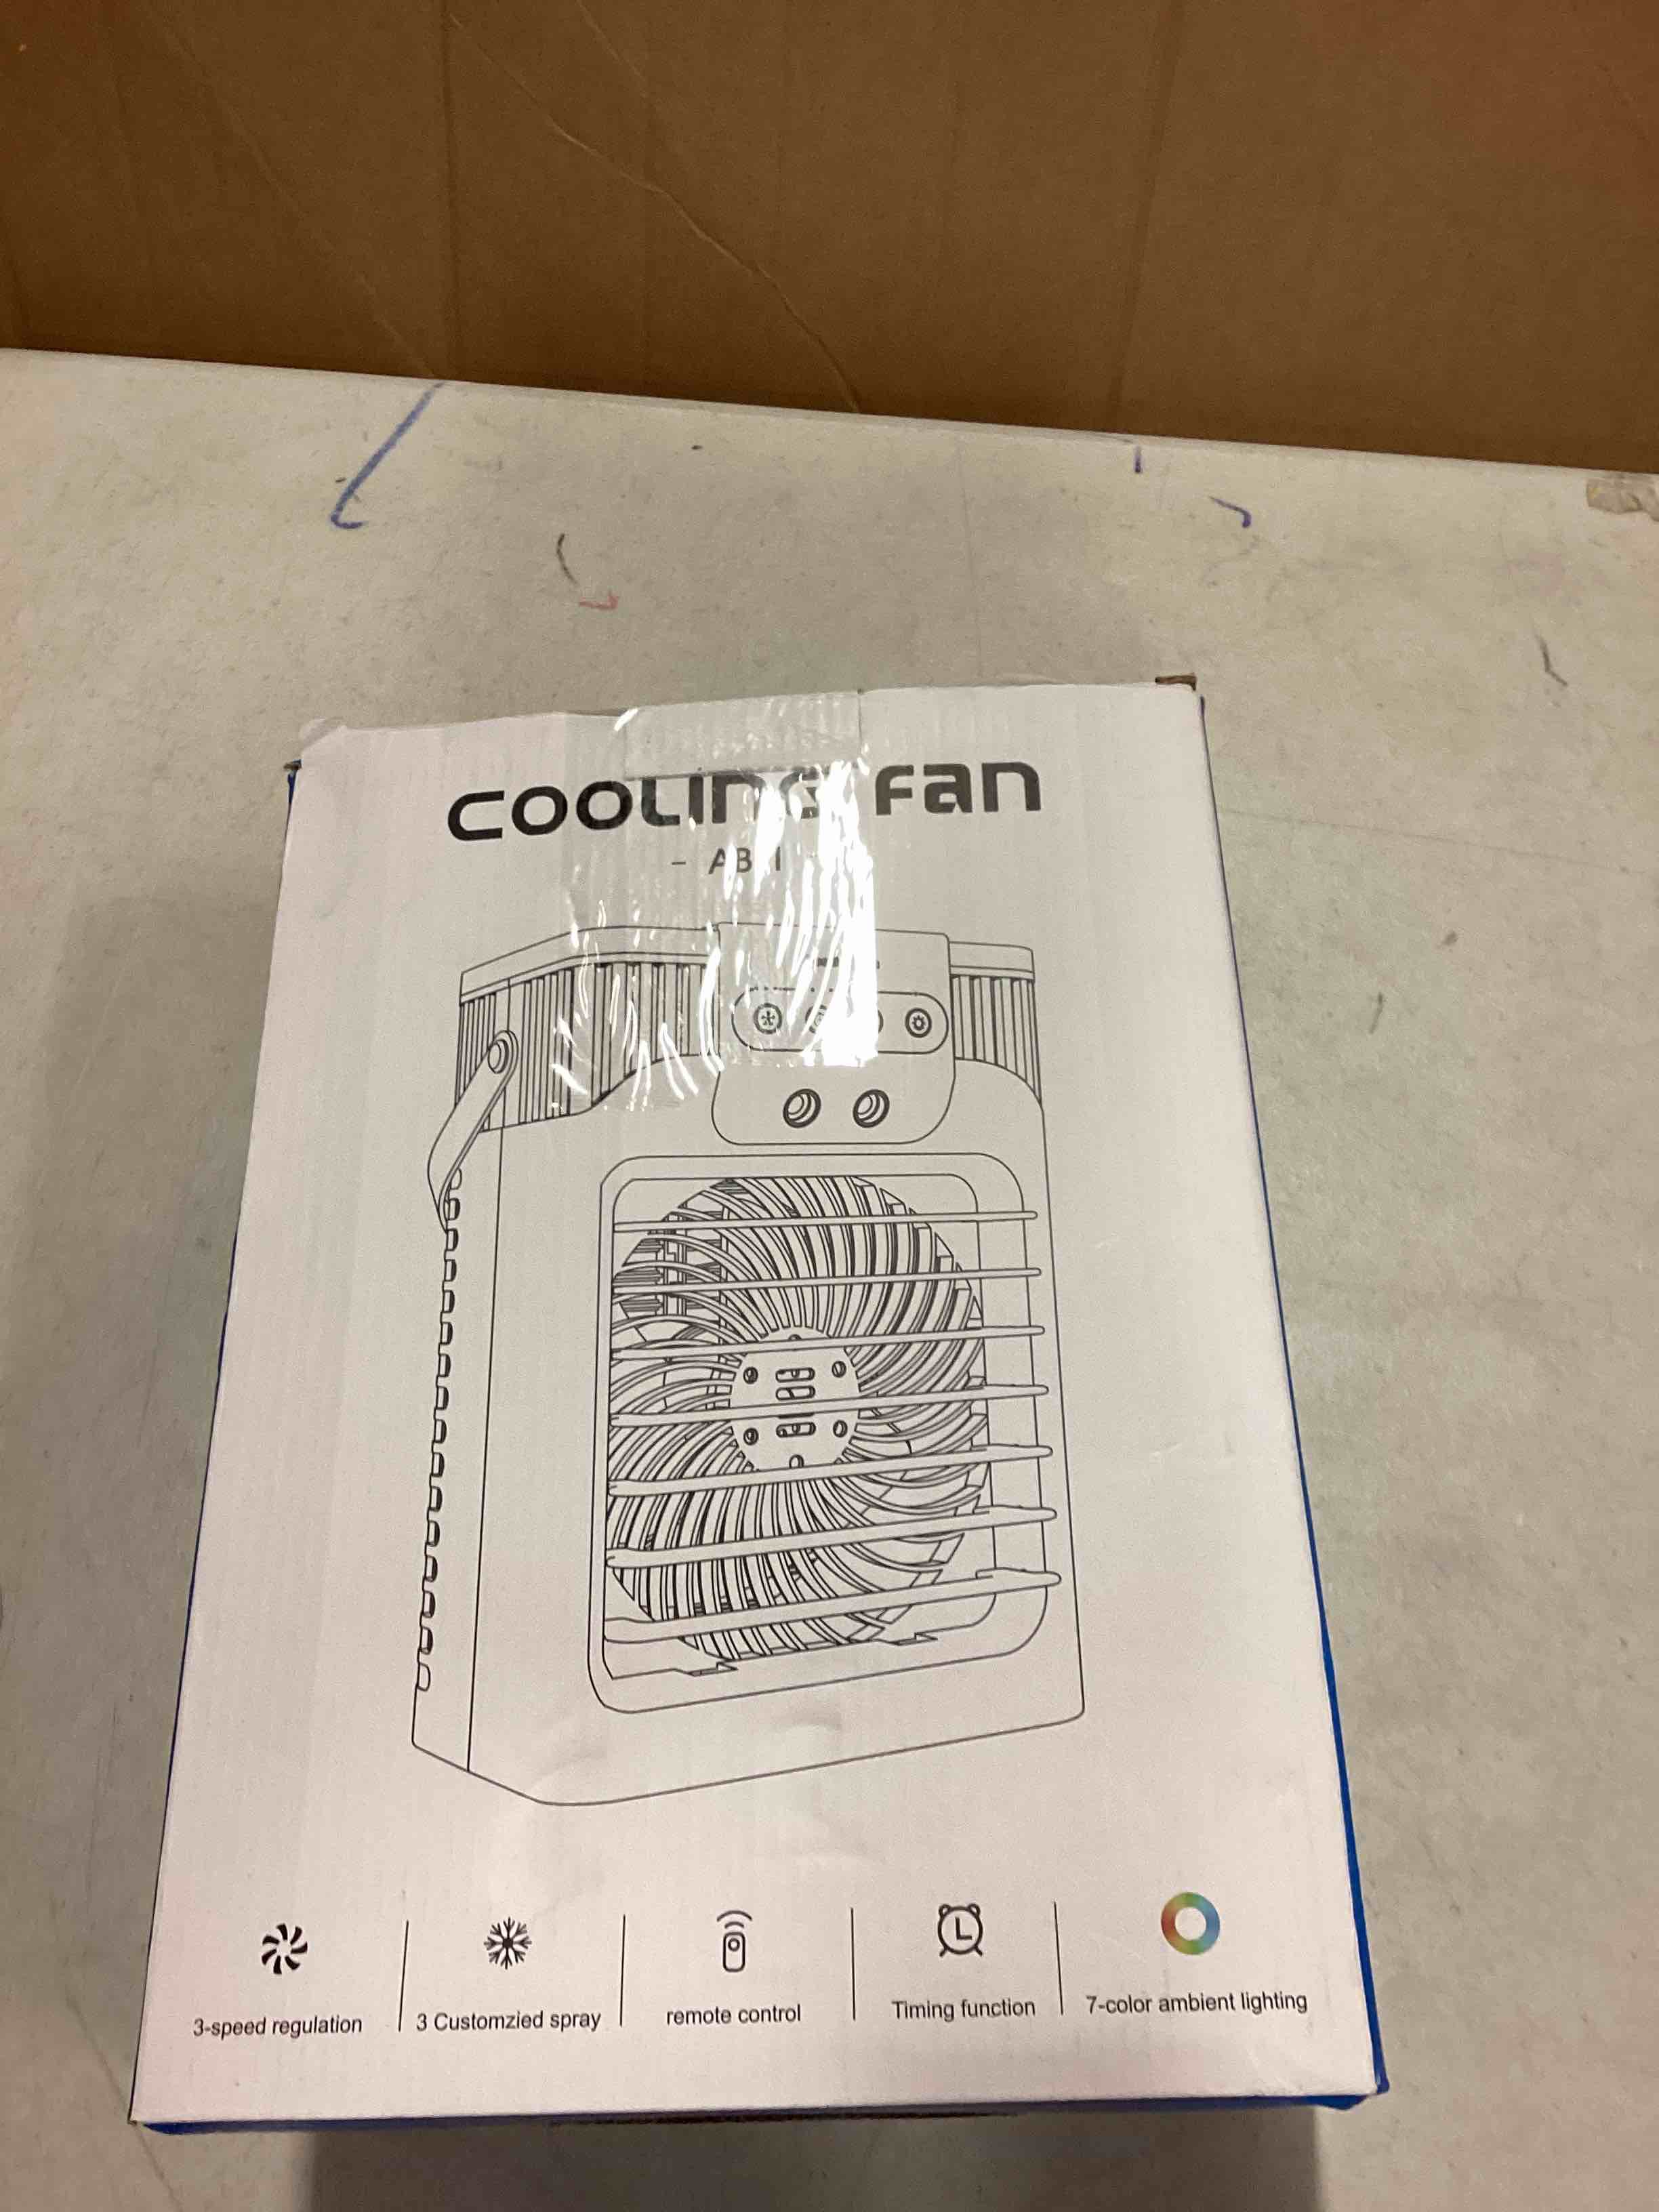 COOLING Fan
3-speed regulation
3 Customzied spray
remote control
Timing function
7-color ambient lighting